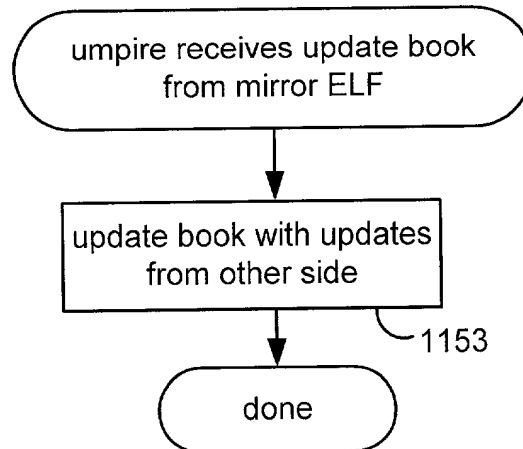 umpire receives update book
from mirror ELF
update book with updates
from other side
1153
done